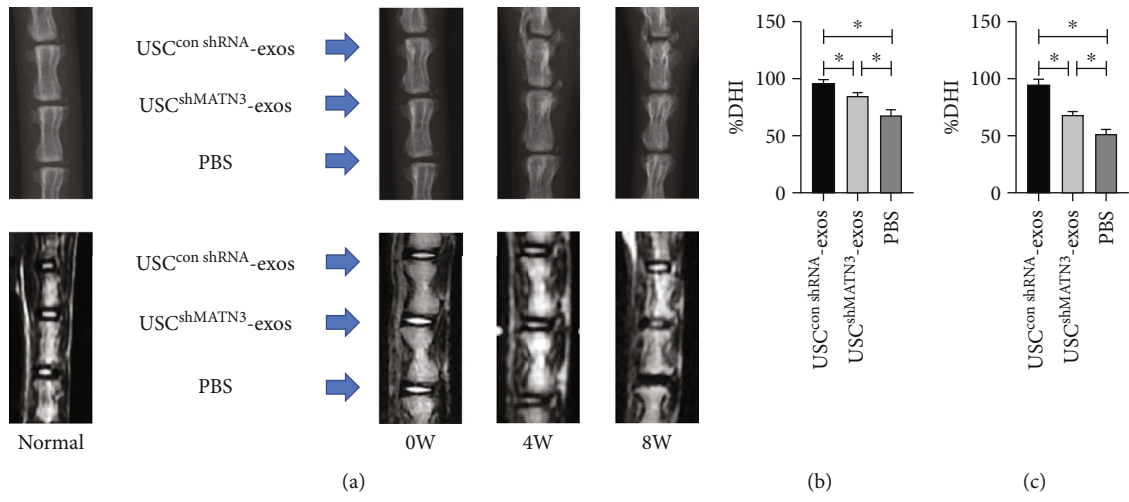 USCcon shRNA-exos
USCshMATN3-exos
PBS
USCcon shRNA-exos
USCshMATN3-exos
PBS
Normal
0W
4W
8W
(a)
%DHI
150
100
50
0
*
*
*
USCcon shRNA-exos
USCshMATN3-exos
PBS
(b)
%DHI
150
100
50
0
*
*
*
USCcon shRNA-exos
USCshMATN3-exos
PBS
(c)